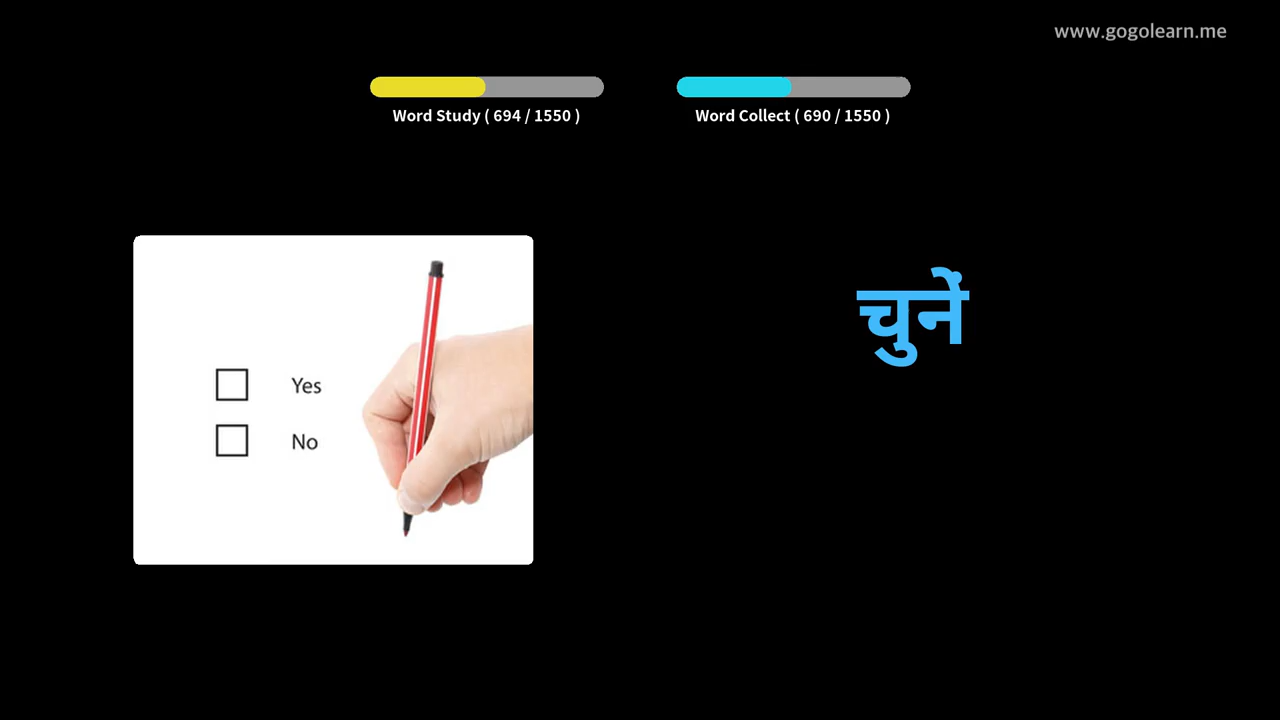 www.gogolearn.me
Word Study ( 694 / 1550 )
Word Collect ( 690 / 1550 )
चुनें
Yes
No